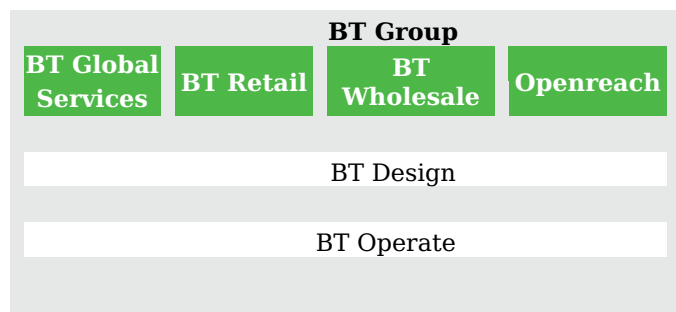 BT Group
BT Global
Services
BT Retail
BT
Wholesale
Openreach
BT Design
BT Operate